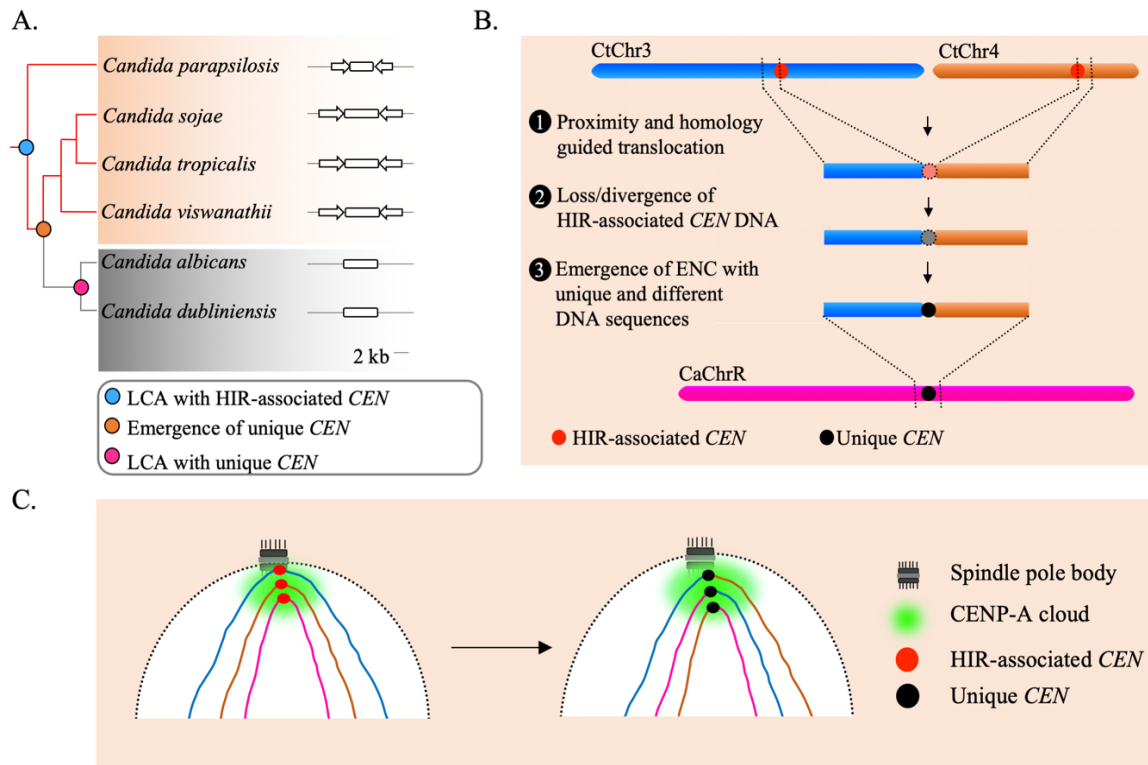 A.
Candida parapsilosis
Candida sojae
Candida tropicalis
Candida viswanathii
Candida albicans
Candida dubliniensis
2 kb
LCA with HIR-associated CEN
Emergence of unique CEN
LCA with unique CEN
B.
CtChr3
CtChr4
1 Proximity and homology
guided translocation
2 Loss/divergence of
HIR-associated CEN DNA
3 Emergence of ENC with
unique and different
DNA sequences
CaChrR
HIR-associated CEN
Unique CEN
C.
Spindle pole body
CENP-A cloud
HIR-associated CEN
Unique CEN